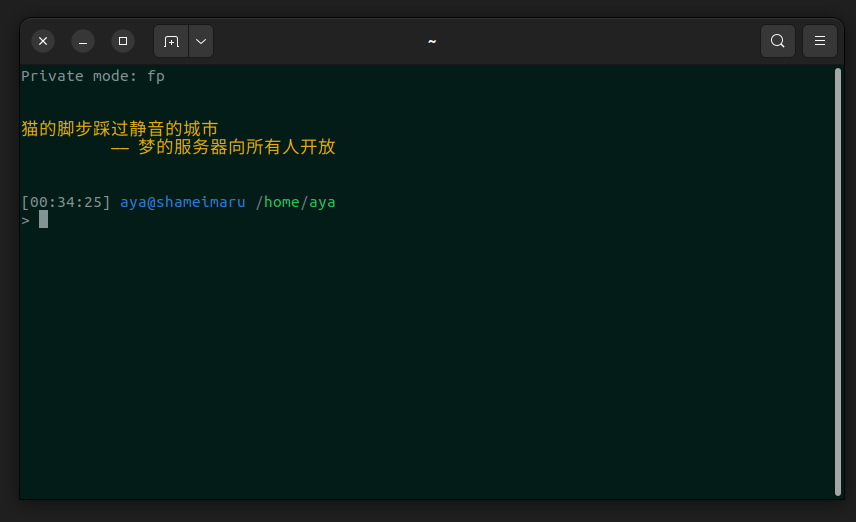 ~
Private mode: fp
猫的脚步踩过静音的城市
—— 梦的服务器向所有人开放
[00:34:25] aya@shameimaru /home/aya
>